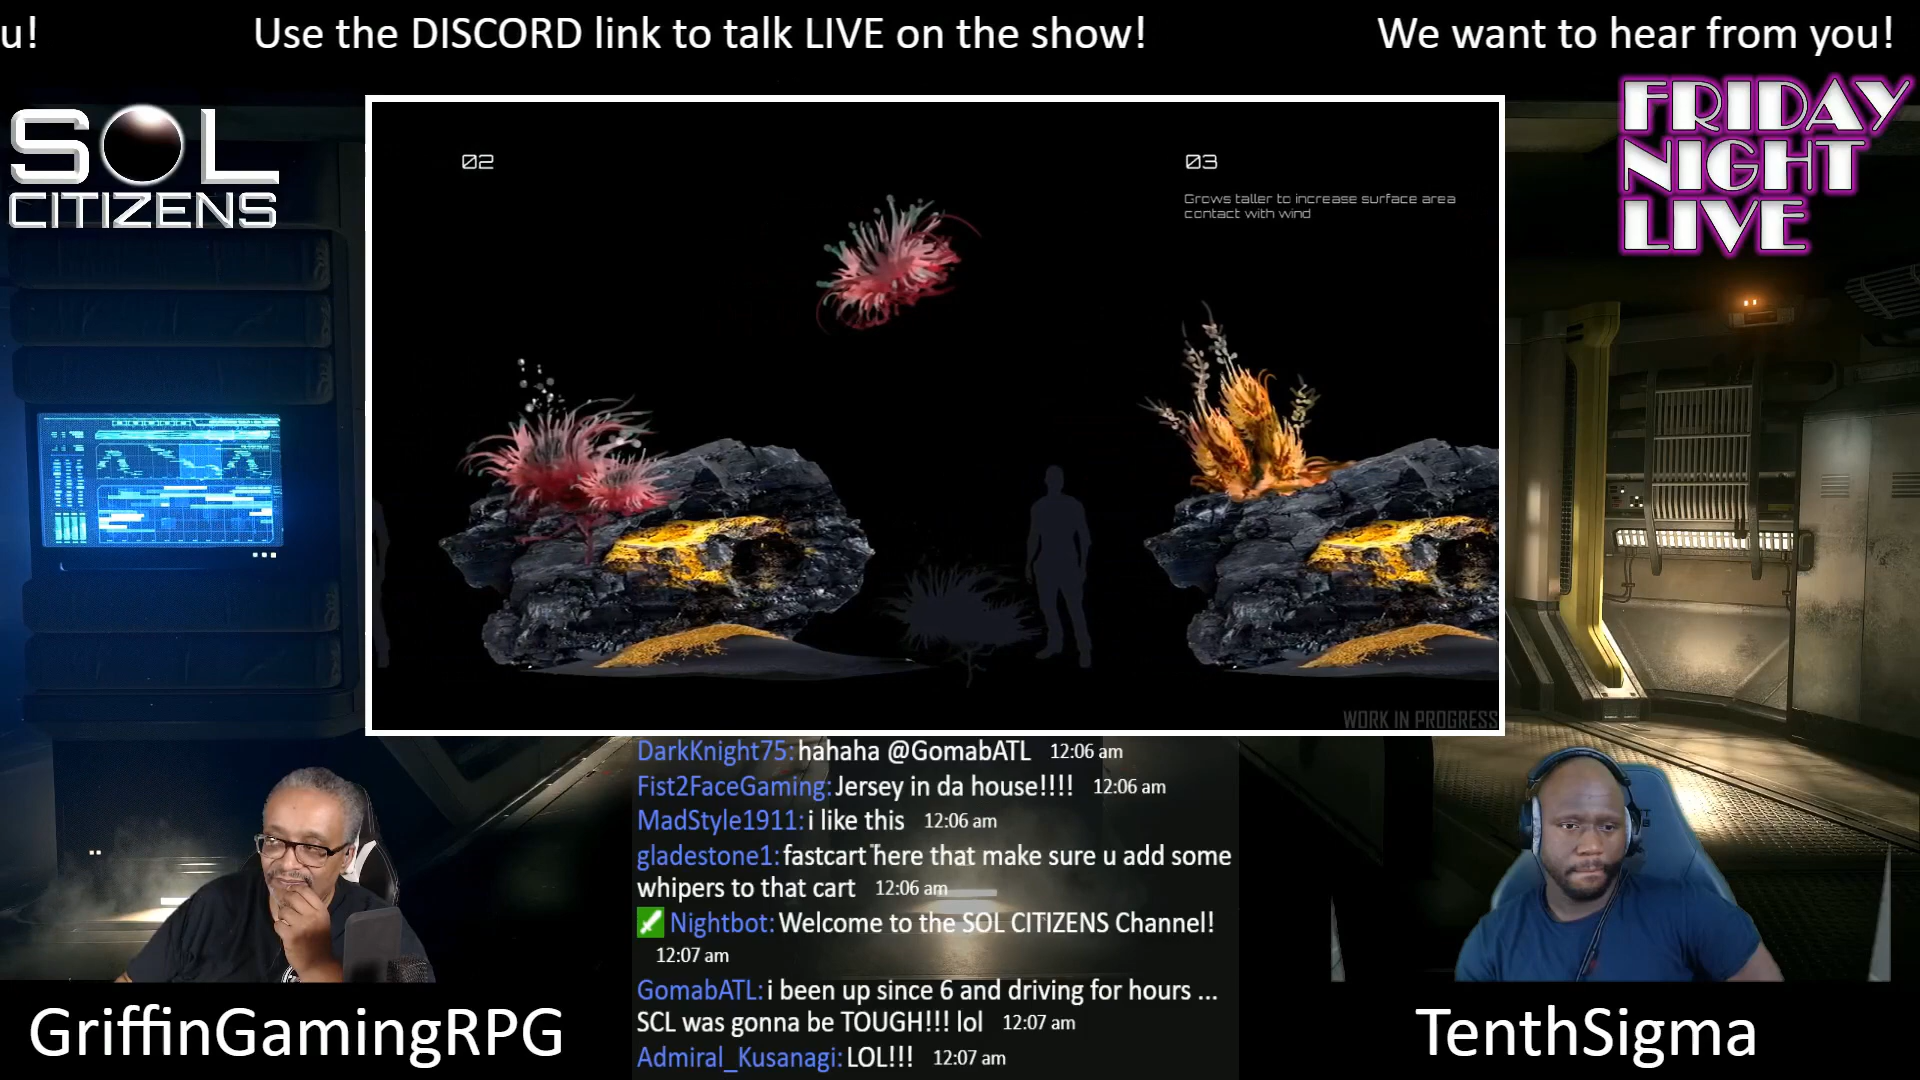 u!
Use the DISCORD link to talk LIVE on the show!
We want to hear from you!
SOL
CITIZENS
FRIDAY
NIGHT
LIVE
02
03
Grows taller to increase surface area
contact with wind
WORK IN PROGRESS
DarkKnight75: hahaha @GomabATL 12:06 am
Fist2FaceGaming: Jersey in da house!!!! 12:06 am
MadStyle1911: i like this 12:06 am
gladestone1: fastcart here that make sure u add some
whipers to that cart 12:06 am
Nightbot: Welcome to the SOL CITIZENS Channel!
12:07 am
GomabATL: i been up since 6 and driving for hours ...
SCL was gonna be TOUGH!!! lol 12:07 am
Admiral_Kusanagi: LOL!!! 12:07 am
GriffinGamingRPG
TenthSigma